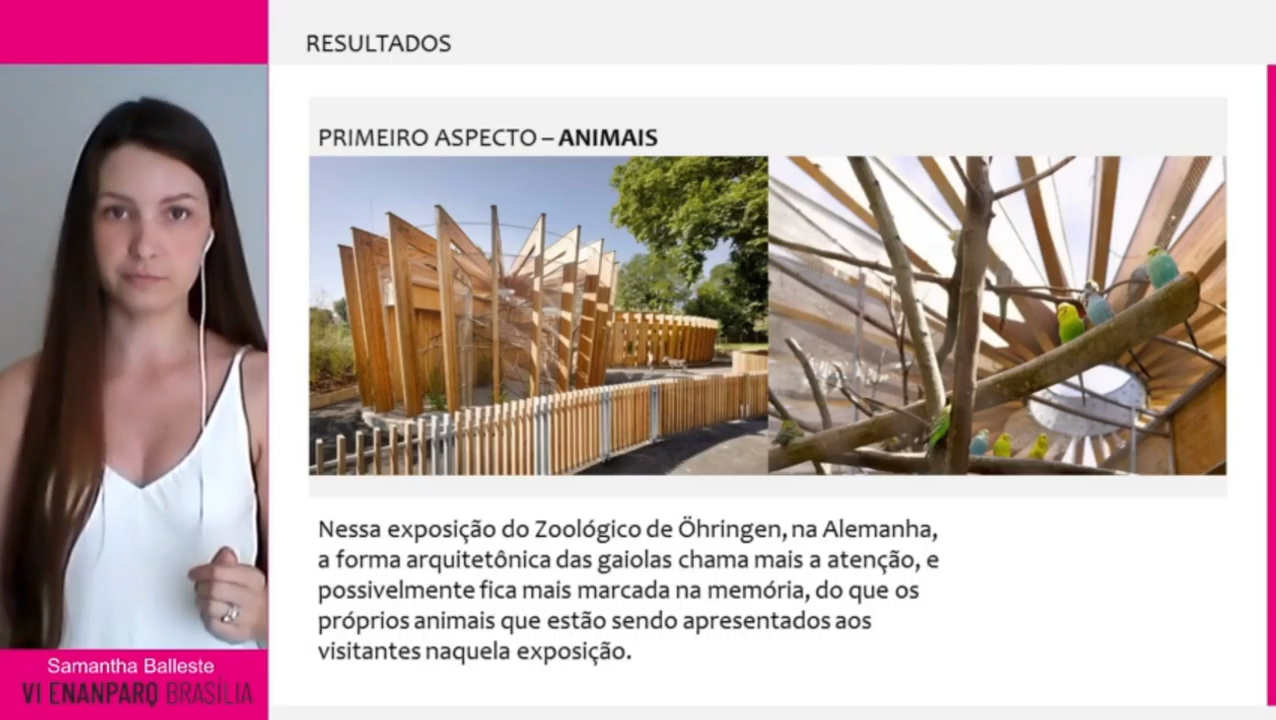 RESULTADOS
PRIMEIRO ASPECTO – ANIMAIS
Nessa exposição do Zoológico de Öhringen, na Alemanha,
a forma arquitetônica das gaiolas chama mais a atenção, e
possivelmente fica mais marcada na memória, do que os
próprios animais que estão sendo apresentados aos
visitantes naquela exposição.
Samantha Balleste
VI ENANPARQ BRASÍLIA